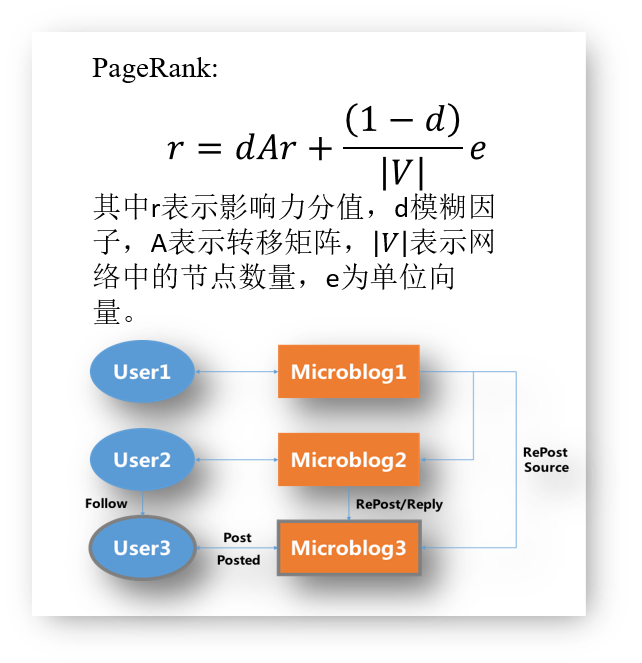 PageRank:
r = dAr + (1 − d)/|V| e
其中r表示影响力分值，d模糊因
子，A表示转移矩阵，|V|表示网
络中的节点数量，e为单位向
量。
User1
Microblog1
User2
Microblog2
RePost
Source
Follow
RePost/Reply
User3
Post
Posted
Microblog3